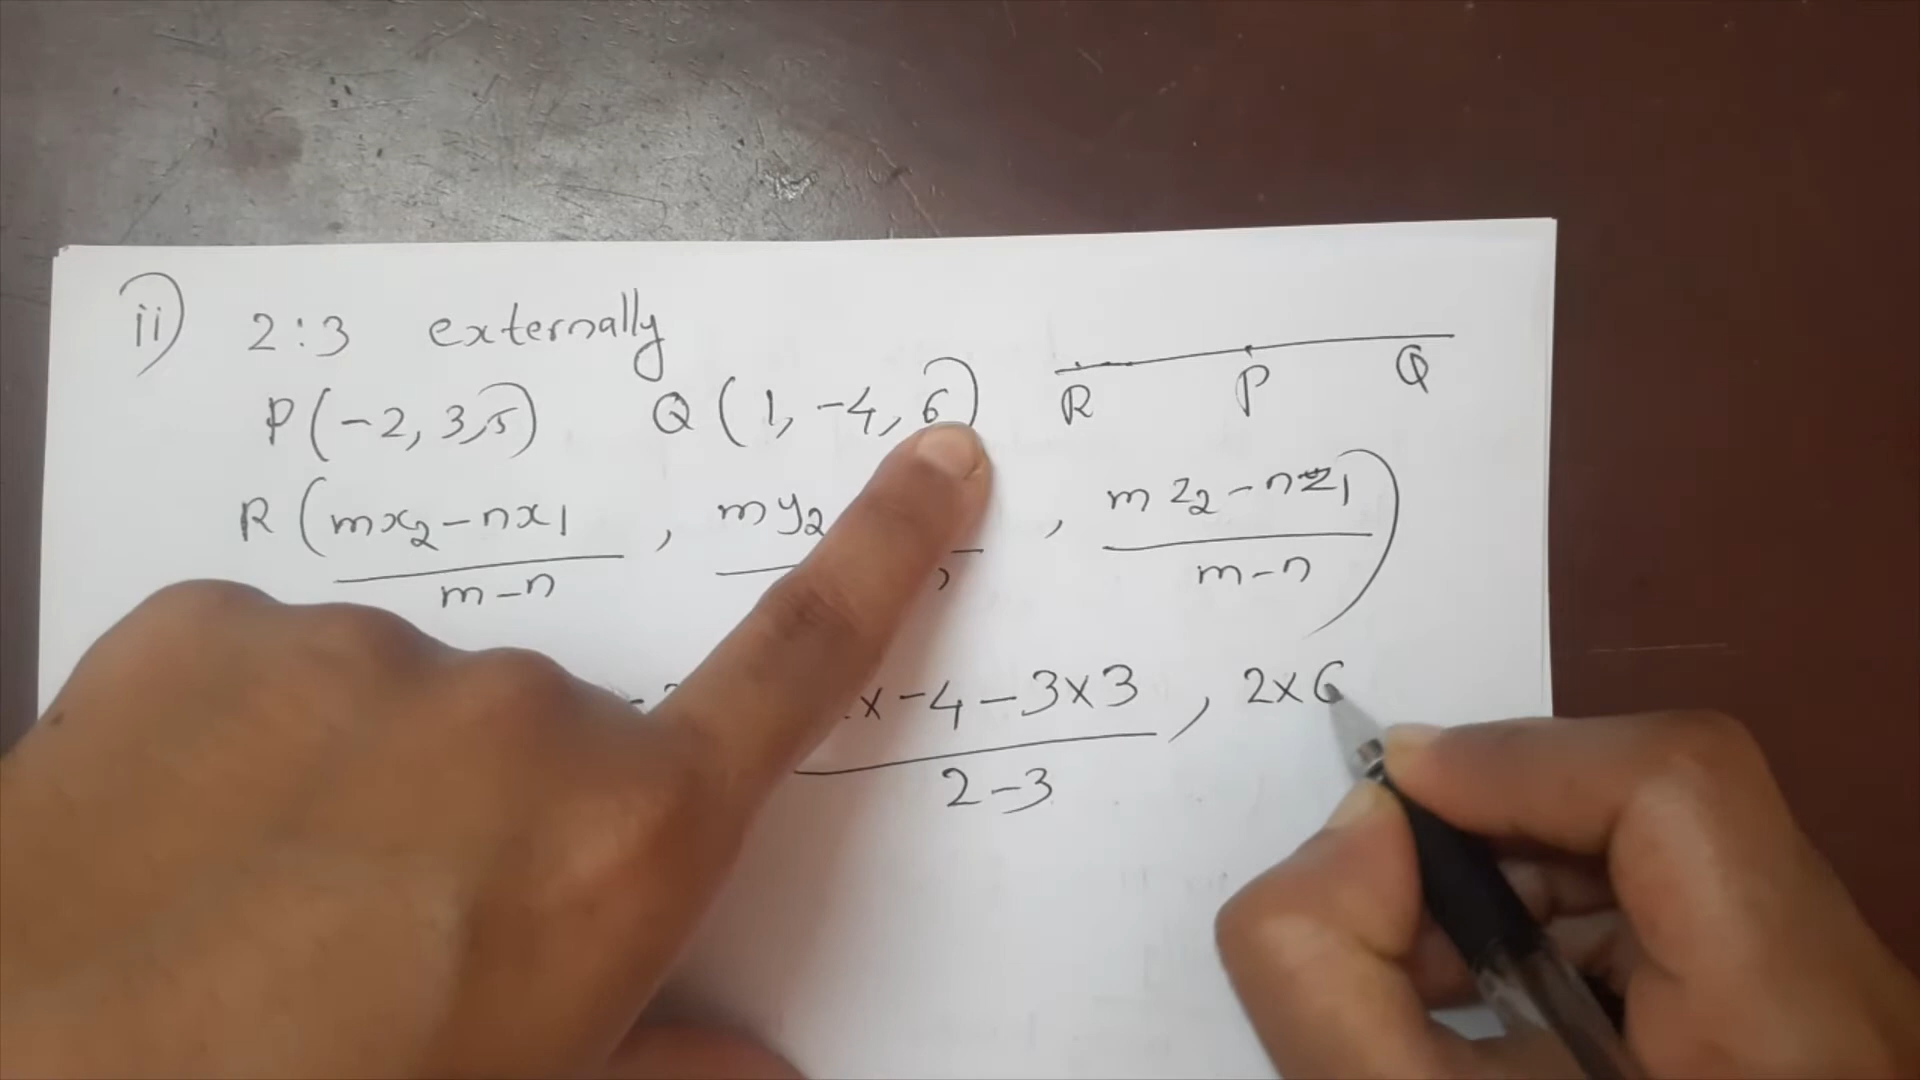 ii) 2:3 externally
P(-2, 3, 5) Q(1, -4, 6) R P Q
R(mx₂-nx₁ , my₂ , mz₂-nz₁)
m-n m-n
x-4-3x3 , 2x6
2-3